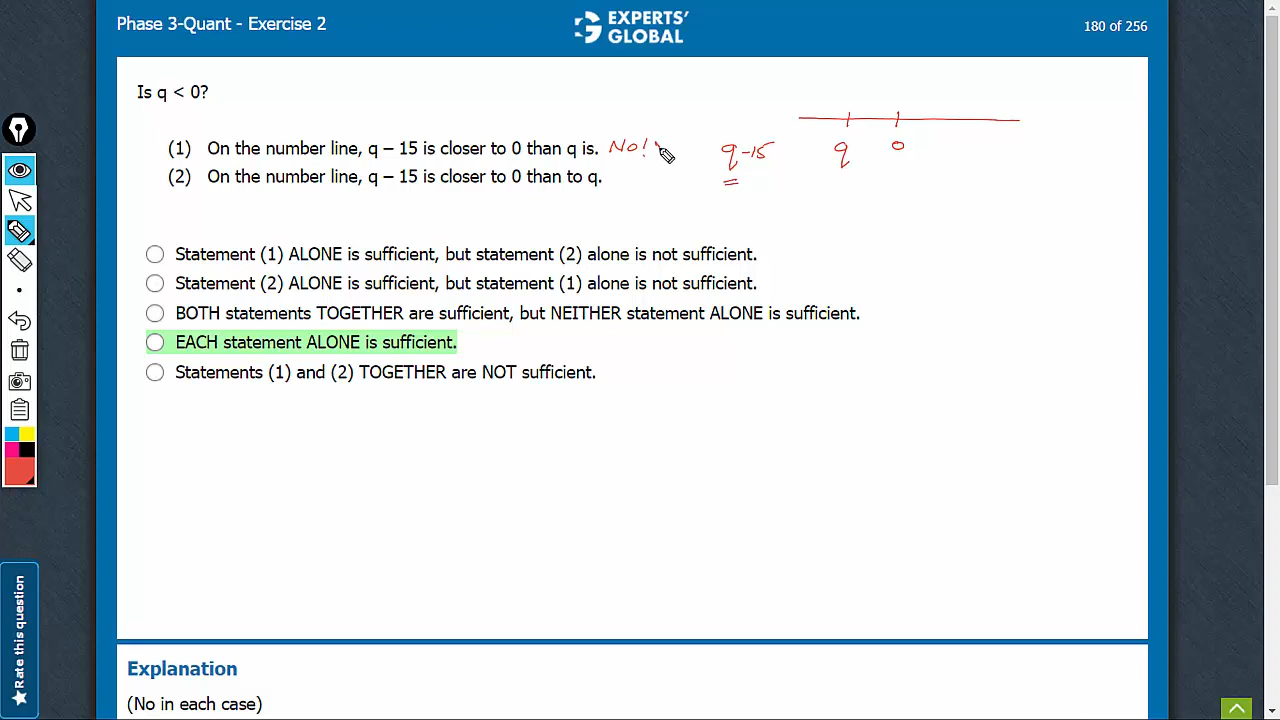 Phase 3-Quant - Exercise 2
EXPERTS'
GLOBAL
180 of 256
Is q < 0?
(1) On the number line, q – 15 is closer to 0 than q is. No!
q-15 q 0
(2) On the number line, q – 15 is closer to 0 than to q.
Statement (1) ALONE is sufficient, but statement (2) alone is not sufficient.
Statement (2) ALONE is sufficient, but statement (1) alone is not sufficient.
BOTH statements TOGETHER are sufficient, but NEITHER statement ALONE is sufficient.
EACH statement ALONE is sufficient.
Statements (1) and (2) TOGETHER are NOT sufficient.
Rate this question
Explanation
(No in each case)